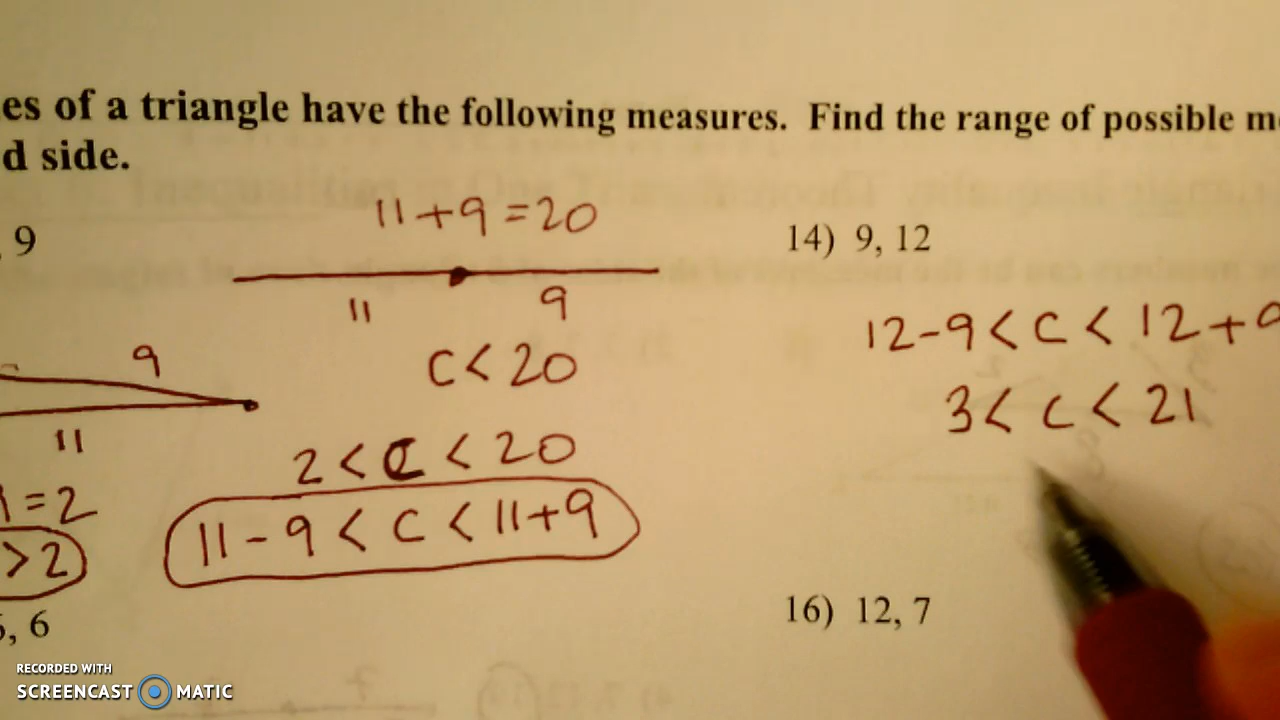 es of a triangle have the following measures. Find the range of possible m
d side.
, 9
11+9=20
11
9
C<20
9
11
2<C<20
=2
11-9<C<11+9
>2
, 6
14) 9, 12
12-9<C<12+9
3<C<21
16) 12, 7
RECORDED WITH
SCREENCAST MATIC